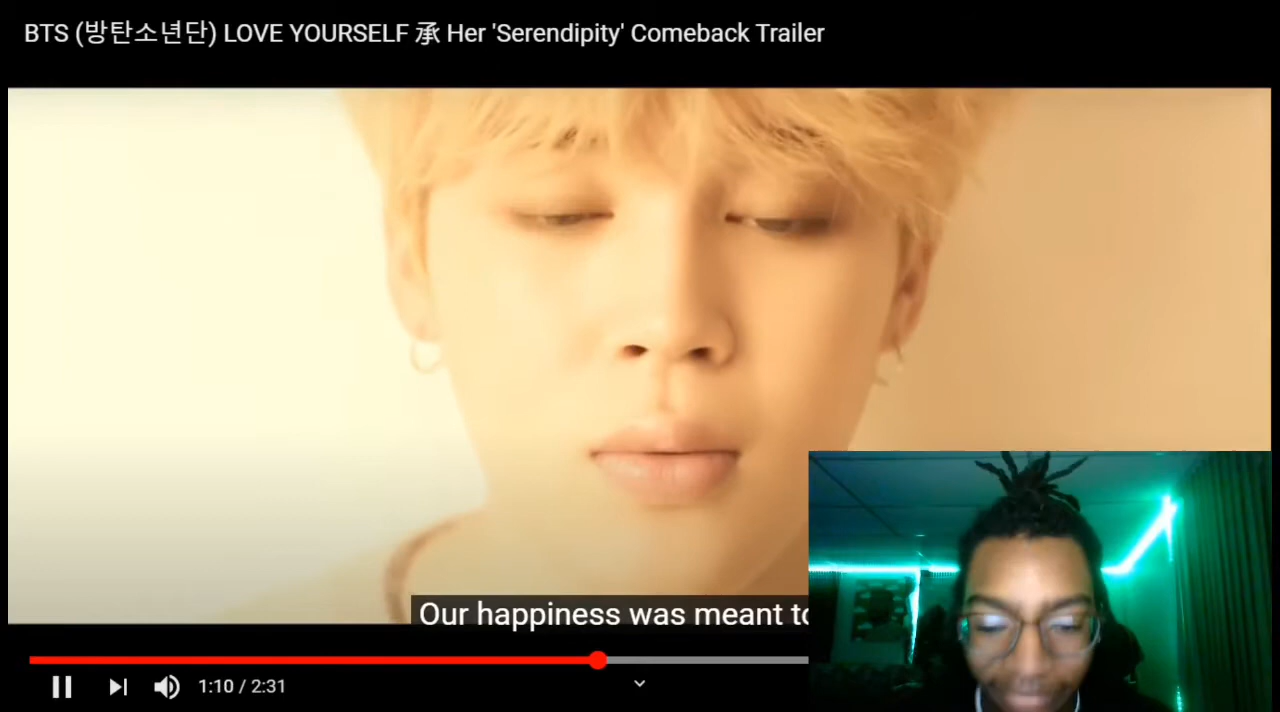 BTS (방탄소년단) LOVE YOURSELF 承 Her 'Serendipity' Comeback Trailer
Our happiness was meant to
1:10 / 2:31